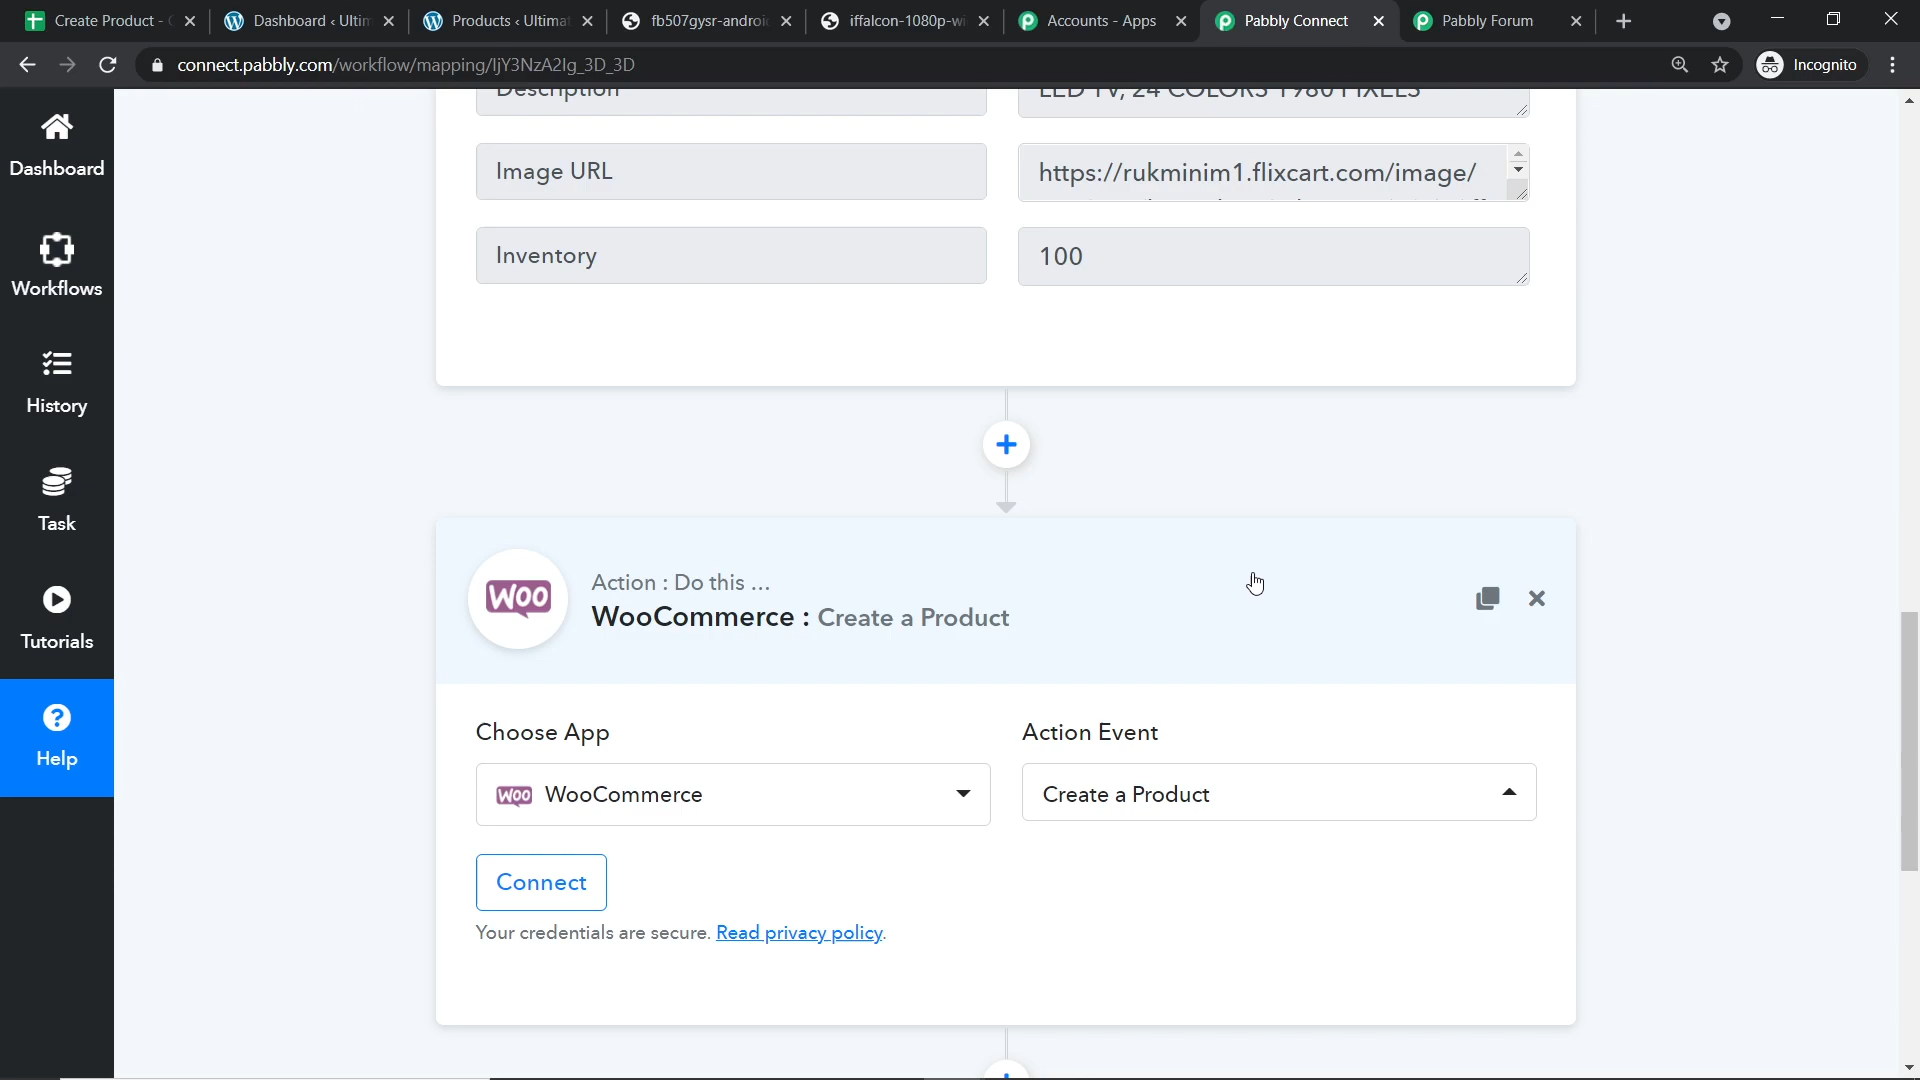 Create Product -
Dashboard ‹ Ultim
Products ‹ Ultimat
fb507gysr-androi
iffalcon-1080p-wi
Accounts - Apps
Pabbly Connect
Pabbly Forum
connect.pabbly.com/workflow/mapping/IjY3NzA2Ig_3D_3D
Incognito
Dashboard
Workflows
History
Task
Tutorials
Help
Description
LED TV, 24 COLORS 1980 PIXELS
Image URL
https://rukminim1.flixcart.com/image/
Inventory
100
WOO
Action : Do this ...
WooCommerce : Create a Product
Choose App
Action Event
WOO WooCommerce
Create a Product
Connect
Your credentials are secure. Read privacy policy.